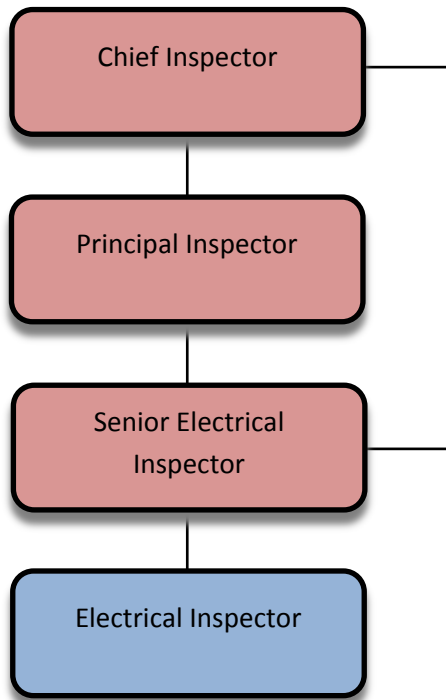 Chief Inspector
Principal Inspector
Senior Electrical
Inspector
Electrical Inspector